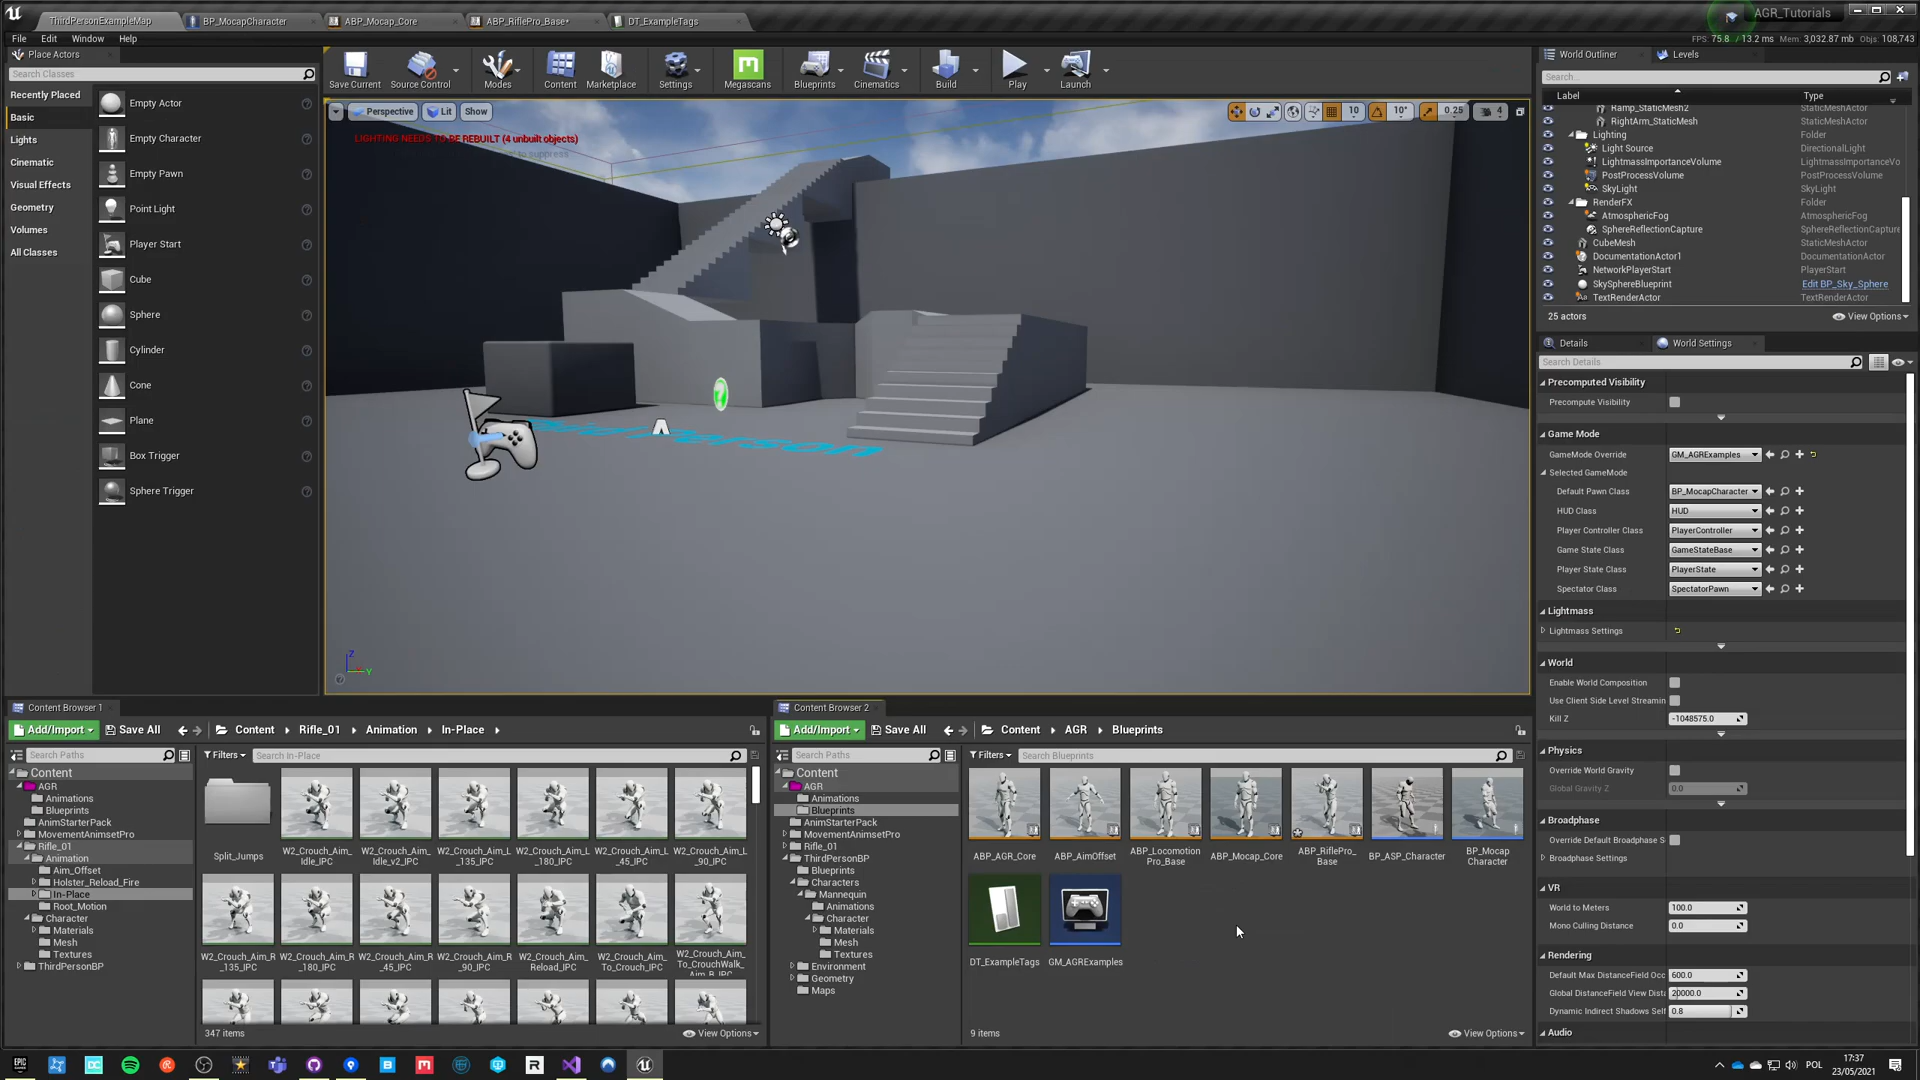 ThirdPersonExampleMap
BP_MocapCharacter
ABP_Mocap_Core
ABP_RiflePro_Base*
DT_ExampleTags
AGR_Tutorials
File Edit Window Help
FPS: 75.8 / 13.2 ms Mem: 3,032.87 mb Objs: 108,743
Place Actors
Search Classes
Recently Placed
Basic
Lights
Cinematic
Visual Effects
Geometry
Volumes
All Classes
Empty Actor
Empty Character
Empty Pawn
Point Light
Player Start
Cube
Sphere
Cylinder
Cone
Plane
Box Trigger
Sphere Trigger
Save Current
Source Control
Modes
Content
Marketplace
Settings
Megascans
Blueprints
Cinematics
Build
Play
Launch
Perspective Lit Show
10 10° 0.25 4
LIGHTING NEEDS TO BE REBUILT (4 unbuilt objects)
to suppress
World Outliner Levels
Search...
Label Type
Ramp_StaticMesh2 StaticMeshActor
RightArm_StaticMesh StaticMeshActor
Lighting Folder
Light Source DirectionalLight
LightmassImportanceVolume LightmassImportanceVo
PostProcessVolume PostProcessVolume
SkyLight SkyLight
RenderFX Folder
AtmosphericFog AtmosphericFog
SphereReflectionCapture SphereReflectionCapture
CubeMesh StaticMeshActor
DocumentationActor1 DocumentationActor
NetworkPlayerStart PlayerStart
SkySphereBlueprint Edit BP_Sky_Sphere
TextRenderActor TextRenderActor
25 actors View Options
Details World Settings
Search Details
Precomputed Visibility
Precompute Visibility
Game Mode
GameMode Override GM_AGRExamples
Selected GameMode
Default Pawn Class BP_MocapCharacter
HUD Class HUD
Player Controller Class PlayerController
Game State Class GameStateBase
Player State Class PlayerState
Spectator Class SpectatorPawn
Lightmass
Lightmass Settings
World
Enable World Composition
Use Client Side Level Streamin
Kill Z -1048575.0
Physics
Override World Gravity
Global Gravity Z 0.0
Broadphase
Override Default Broadphase S
Broadphase Settings
VR
World to Meters 100.0
Mono Culling Distance 0.0
Rendering
Default Max DistanceField Occ 600.0
Global DistanceField View Dista 20000.0
Dynamic Indirect Shadows Self 0.8
Audio
Content Browser 1
Add/Import Save All Content Rifle_01 Animation In-Place
Search Paths
Filters Search In-Place
Content
AGR
Animations
Blueprints
AnimStarterPack
MovementAnimsetPro
Rifle_01
Animation
Aim_Offset
Holster_Reload_Fire
In-Place
Root_Motion
Character
Materials
Mesh
Textures
ThirdPersonBP
Split_Jumps
W2_Crouch_Aim_Idle_IPC
W2_Crouch_Aim_Idle_v2_IPC
W2_Crouch_Aim_L_135_IPC
W2_Crouch_Aim_L_180_IPC
W2_Crouch_Aim_L_45_IPC
W2_Crouch_Aim_L_90_IPC
W2_Crouch_Aim_R_135_IPC
W2_Crouch_Aim_R_180_IPC
W2_Crouch_Aim_R_45_IPC
W2_Crouch_Aim_R_90_IPC
W2_Crouch_Aim_Reload_IPC
W2_Crouch_Aim_To_Crouch_IPC
W2_Crouch_Aim_To_CrouchWalk_Aim_B_IPC
347 items View Options
Content Browser 2
Add/Import Save All Content AGR Blueprints
Search Paths
Filters Search Blueprints
Content
AGR
Animations
Blueprints
AnimStarterPack
MovementAnimsetPro
Rifle_01
ThirdPersonBP
Blueprints
Characters
Mannequin
Animations
Character
Materials
Mesh
Textures
Environment
Geometry
Maps
ABP_AGR_Core
ABP_AimOffset
ABP_Locomotion Pro_Base
ABP_Mocap_Core
ABP_RiflePro_Base
BP_ASP_Character
BP_Mocap Character
DT_ExampleTags
GM_AGRExamples
9 items View Options
POL
17:37
23/05/2021